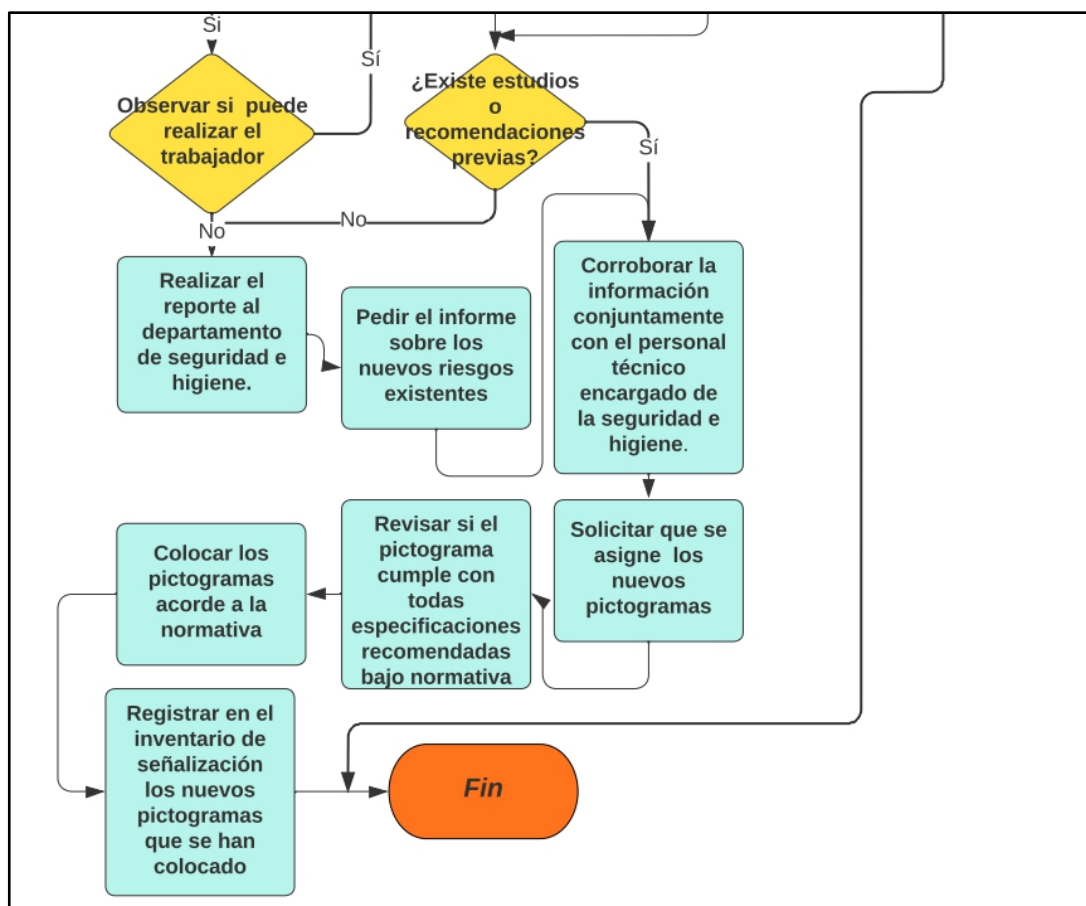 Si
Sí
Observar si puede
realizar el
trabajador
¿Existe estudios
o
recomendaciones
previas?
Sí
No
No
Realizar el
reporte al
departamento
de seguridad e
higiene.
Pedir el informe
sobre los
nuevos riesgos
existentes
Corroborar la
información
conjuntamente
con el personal
técnico
encargado de
la seguridad e
higiene.
Solicitar que se
asigne los
nuevos
pictogramas
Revisar si el
pictograma
cumple con
todas
especificaciones
recomendadas
bajo normativa
Colocar los
pictogramas
acorde a la
normativa
Registrar en el
inventario de
señalización
los nuevos
pictogramas
que se han
colocado
Fin